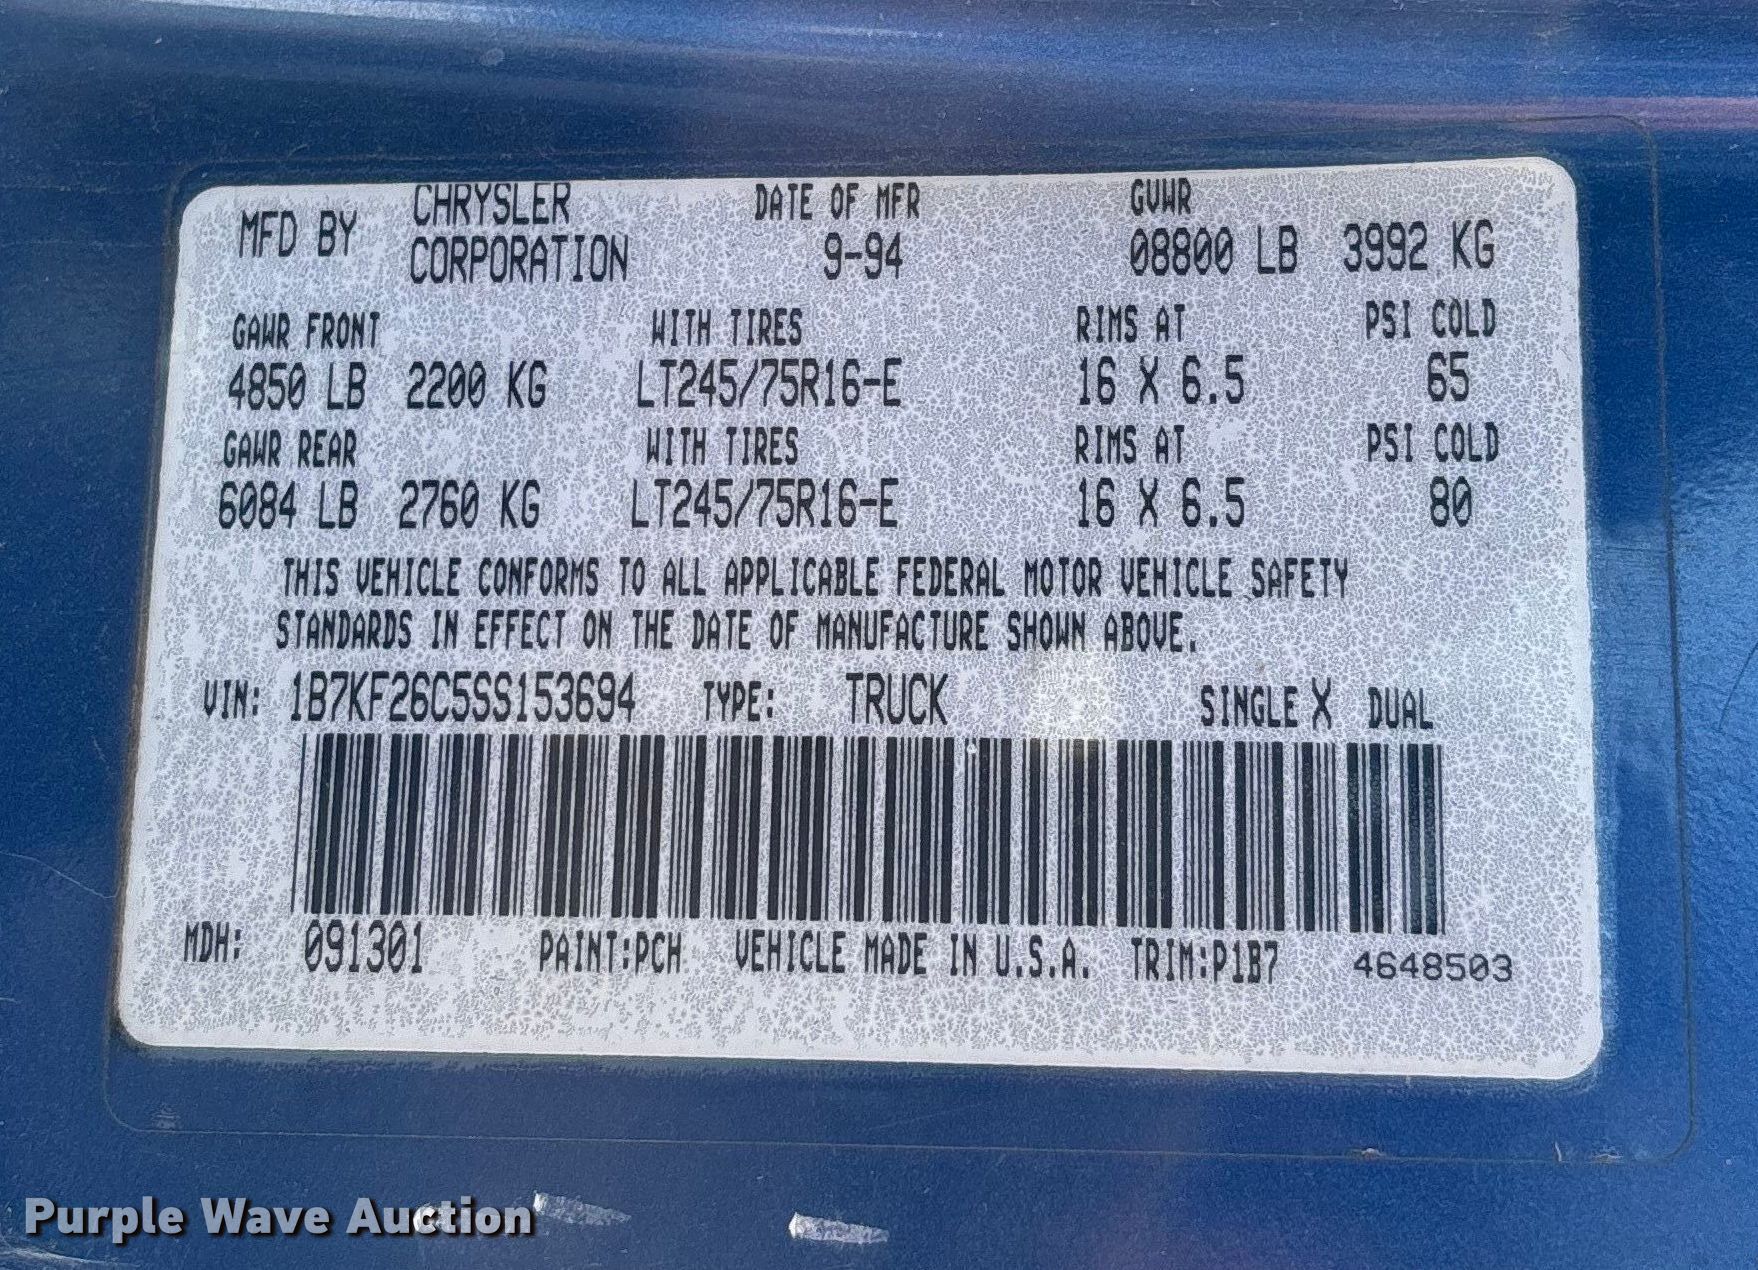 MFD BY CHRYSLER CORPORATION DATE OF MFR 9-94 GVWR 08800 LB 3992 KG
GAWR FRONT WITH TIRES RIMS AT PSI COLD
4850 LB 2200 KG LT245/75R16-E 16 X 6.5 65
GAWR REAR WITH TIRES RIMS AT PSI COLD
6084 LB 2760 KG LT245/75R16-E 16 X 6.5 80
THIS VEHICLE CONFORMS TO ALL APPLICABLE FEDERAL MOTOR VEHICLE SAFETY
STANDARDS IN EFFECT ON THE DATE OF MANUFACTURE SHOWN ABOVE.
VIN: 1B7KF26C5SS153694 TYPE: TRUCK SINGLE X DUAL
MDH: 091301 PAINT:PCH VEHICLE MADE IN U.S.A. TRIM:P1B7 4648503
Purple Wave Auction